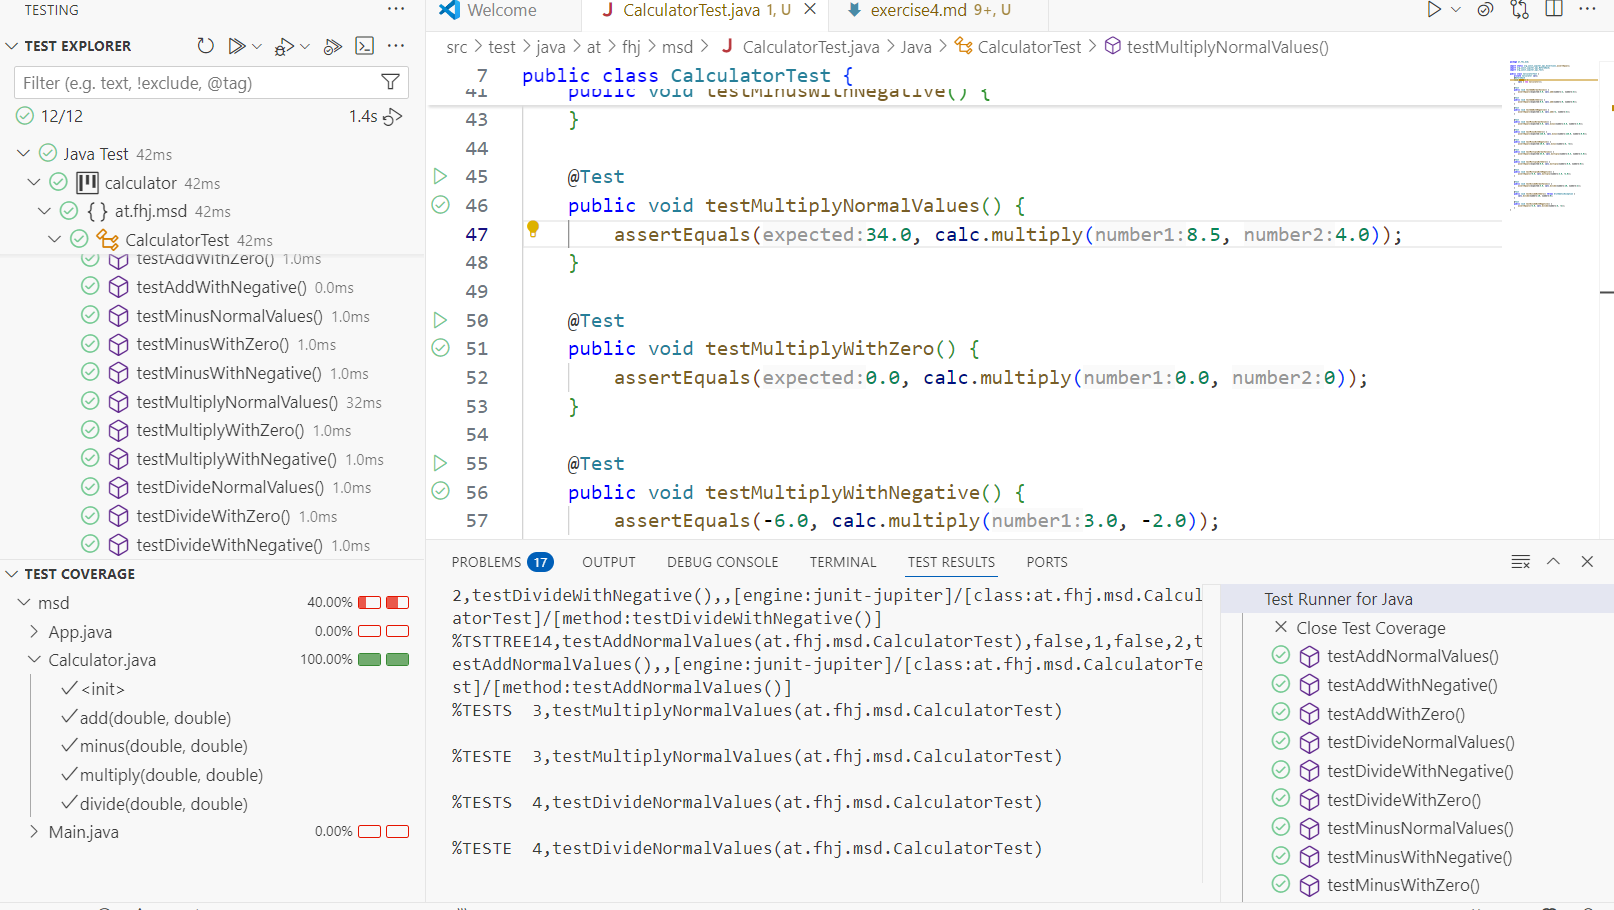 TESTING
TEST EXPLORER
Filter (e.g. text, !exclude, @tag)
12/12 1.4s
Java Test 42ms
calculator 42ms
{ } at.fhj.msd 42ms
CalculatorTest 42ms
testAddWithZero() 1.0ms
testAddWithNegative() 0.0ms
testMinusNormalValues() 1.0ms
testMinusWithZero() 1.0ms
testMinusWithNegative() 1.0ms
testMultiplyNormalValues() 32ms
testMultiplyWithZero() 1.0ms
testMultiplyWithNegative() 1.0ms
testDivideNormalValues() 1.0ms
testDivideWithZero() 1.0ms
testDivideWithNegative() 1.0ms
TEST COVERAGE
msd 40.00%
App.java 0.00%
Calculator.java 100.00%
<init>
add(double, double)
minus(double, double)
multiply(double, double)
divide(double, double)
Main.java 0.00%
Welcome
J CalculatorTest.java 1, U
exercise4.md 9+, U
src > test > java > at > fhj > msd > J CalculatorTest.java > Java > CalculatorTest > testMultiplyNormalValues()
7 public class CalculatorTest {
41 public void testMinusWithNegative() {
43 }
44
45 @Test
46 public void testMultiplyNormalValues() {
47 assertEquals(expected:34.0, calc.multiply(number1:8.5, number2:4.0));
48 }
49
50 @Test
51 public void testMultiplyWithZero() {
52 assertEquals(expected:0.0, calc.multiply(number1:0.0, number2:0));
53 }
54
55 @Test
56 public void testMultiplyWithNegative() {
57 assertEquals(-6.0, calc.multiply(number1:3.0, -2.0));
PROBLEMS 17 OUTPUT DEBUG CONSOLE TERMINAL TEST RESULTS PORTS
2,testDivideWithNegative(),,[engine:junit-jupiter]/[class:at.fhj.msd.Calcul
atorTest]/[method:testDivideWithNegative()]
%TSTTREE14,testAddNormalValues(at.fhj.msd.CalculatorTest),false,1,false,2,t
estAddNormalValues(),,[engine:junit-jupiter]/[class:at.fhj.msd.CalculatorTe
st]/[method:testAddNormalValues()]
%TESTS 3,testMultiplyNormalValues(at.fhj.msd.CalculatorTest)
%TESTE 3,testMultiplyNormalValues(at.fhj.msd.CalculatorTest)
%TESTS 4,testDivideNormalValues(at.fhj.msd.CalculatorTest)
%TESTE 4,testDivideNormalValues(at.fhj.msd.CalculatorTest)
Test Runner for Java
Close Test Coverage
testAddNormalValues()
testAddWithNegative()
testAddWithZero()
testDivideNormalValues()
testDivideWithNegative()
testDivideWithZero()
testMinusNormalValues()
testMinusWithNegative()
testMinusWithZero()